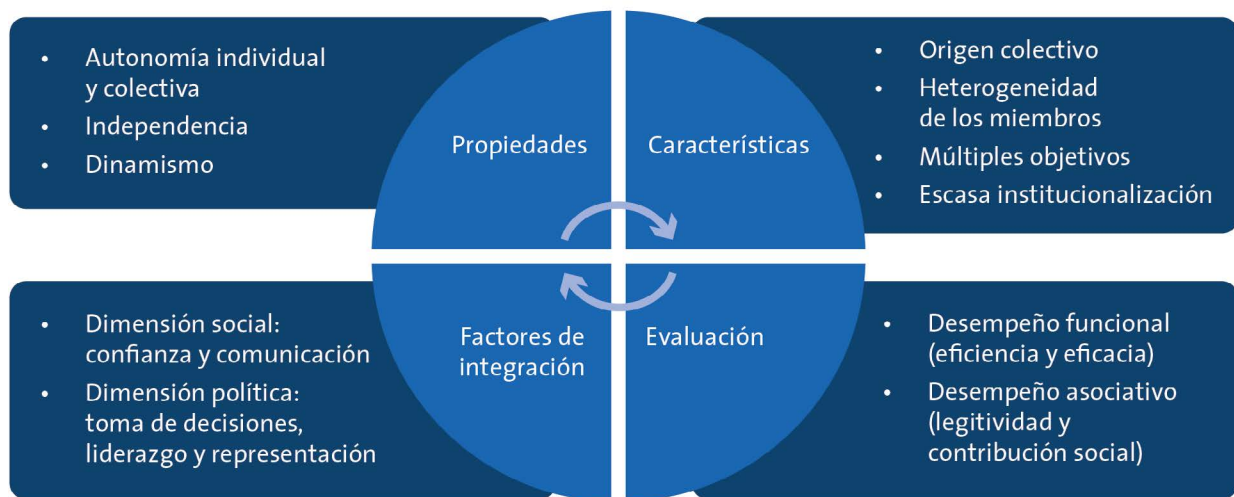 • Autonomía individual
y colectiva
• Independencia
• Dinamismo
Propiedades
Características
• Origen colectivo
• Heterogeneidad
de los miembros
• Múltiples objetivos
• Escasa institucionalización
• Dimensión social:
confianza y comunicación
• Dimensión política:
toma de decisiones,
liderazgo y representación
Factores de
integración
Evaluación
• Desempeño funcional
(eficiencia y eficacia)
• Desempeño asociativo
(legitividad y
contribución social)